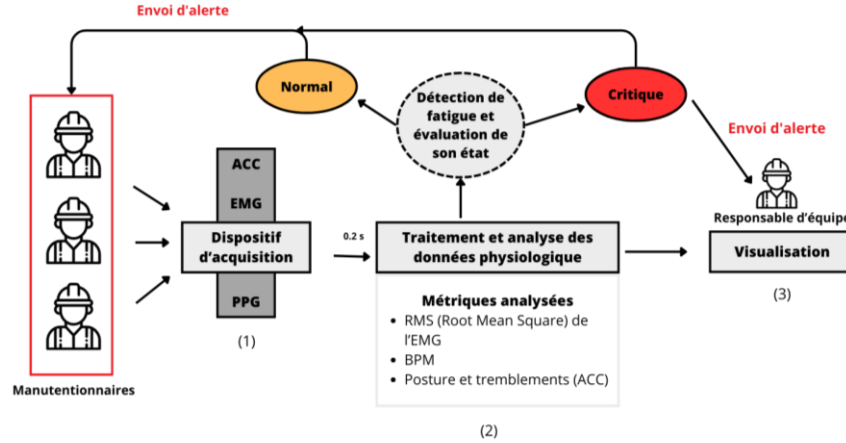 Envoi d'alerte
Normal
Détection de
fatigue et
évaluation de
son état
Critique
Envoi d'alerte
ACC
EMG
Dispositif
d'acquisition
PPG
(1)
0.2 s
Traitement et analyse des
données physiologique
Responsable d'équipe
Visualisation
(3)
Métriques analysées
• RMS (Root Mean Square) de
l'EMG
• BPM
• Posture et tremblements (ACC)
(2)
Manutentionnaires